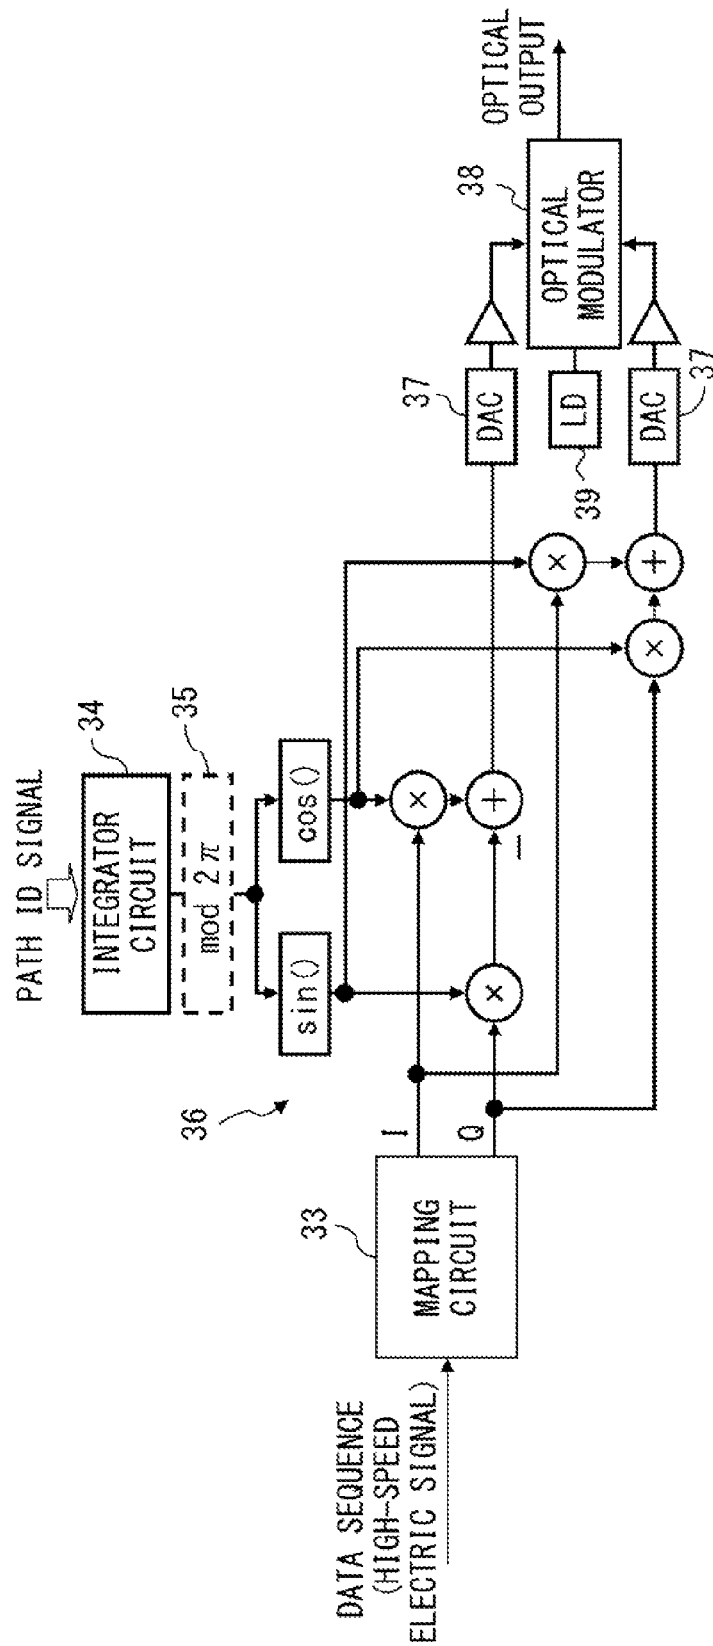 PATH ID SIGNAL
34
INTEGRATOR
CIRCUIT
35
mod 2π
sin()
cos()
36
33
MAPPING
CIRCUIT
I
Q
DATA SEQUENCE
(HIGH-SPEED
ELECTRIC SIGNAL)
×
×
+
−
×
×
+
37
DAC
LD
39
DAC
37
38
OPTICAL
MODULATOR
OPTICAL
OUTPUT